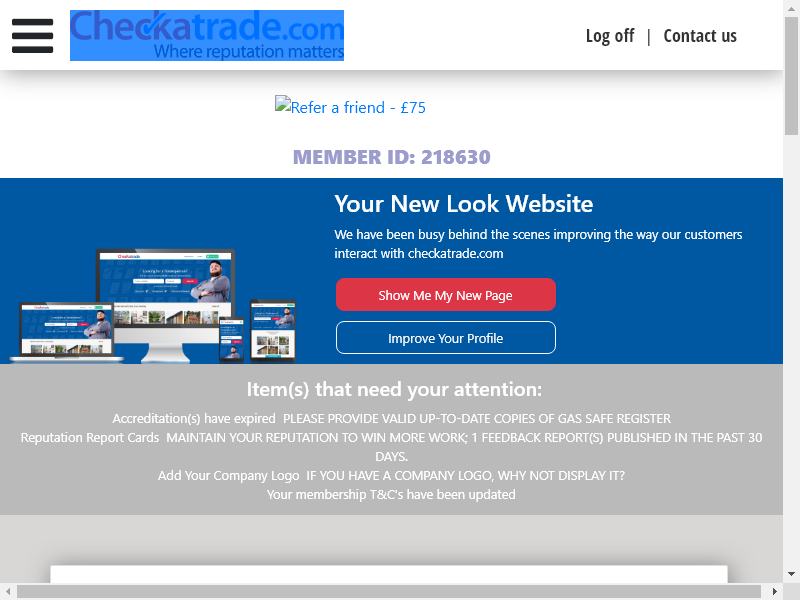 Checkatrade.com
Where reputation matters
Log off | Contact us
Refer a friend - £75
MEMBER ID: 218630
Your New Look Website
We have been busy behind the scenes improving the way our customers
interact with checkatrade.com
Show Me My New Page
Improve Your Profile
Item(s) that need your attention:
Accreditation(s) have expired PLEASE PROVIDE VALID UP-TO-DATE COPIES OF GAS SAFE REGISTER
Reputation Report Cards MAINTAIN YOUR REPUTATION TO WIN MORE WORK; 1 FEEDBACK REPORT(S) PUBLISHED IN THE PAST 30
DAYS.
Add Your Company Logo IF YOU HAVE A COMPANY LOGO, WHY NOT DISPLAY IT?
Your membership T&C's have been updated